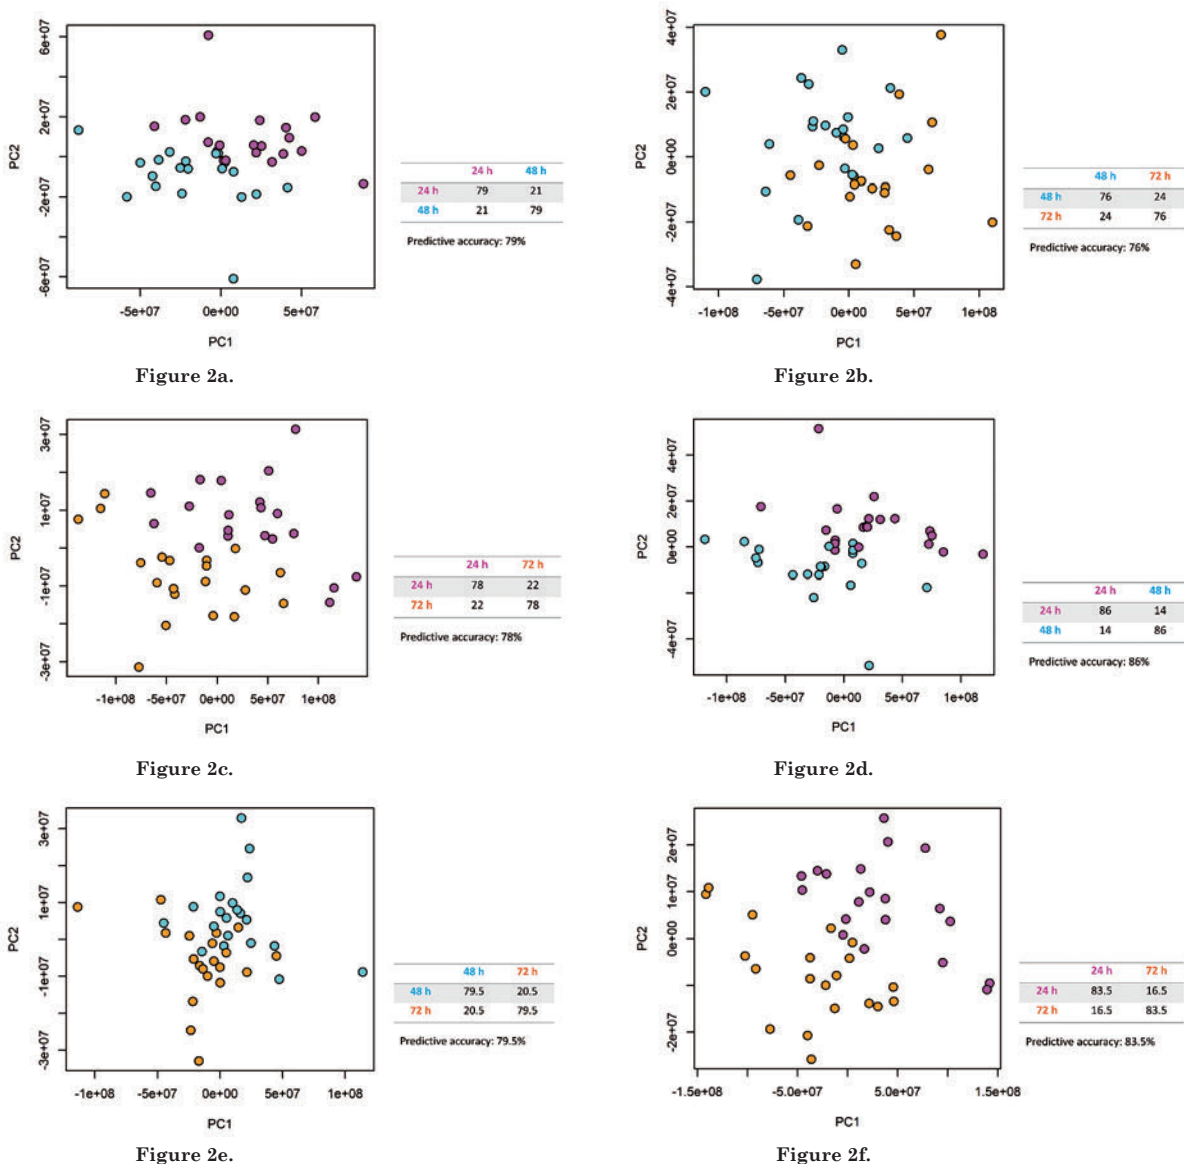 6e+07
2e+07
-2e+07
-6e+07
PC2
-5e+07 0e+00 5e+07
PC1
24 h 48 h
24 h 79 21
48 h 21 79
Predictive accuracy: 79%
Figure 2a.
4e+07
2e+07
0e+00
-2e+07
-4e+07
PC2
-1e+08 -5e+07 0e+00 5e+07 1e+08
PC1
48 h 72 h
48 h 76 24
72 h 24 76
Predictive accuracy: 76%
Figure 2b.
3e+07
1e+07
-1e+07
-3e+07
PC2
-1e+08 -5e+07 0e+00 5e+07 1e+08
PC1
24 h 72 h
24 h 78 22
72 h 22 78
Predictive accuracy: 78%
Figure 2c.
4e+07
2e+07
0e+00
-4e+07
PC2
-1e+08 -5e+07 0e+00 5e+07 1e+08
PC1
24 h 48 h
24 h 86 14
48 h 14 86
Predictive accuracy: 86%
Figure 2d.
3e+07
1e+07
-1e+07
-3e+07
PC2
-1e+08 -5e+07 0e+00 5e+07 1e+08
PC1
48 h 72 h
48 h 79.5 20.5
72 h 20.5 79.5
Predictive accuracy: 79.5%
Figure 2e.
2e+07
1e+07
0e+00
-2e+07
PC2
-1.5e+08 -5.0e+07 5.0e+07 1.5e+08
PC1
24 h 72 h
24 h 83.5 16.5
72 h 16.5 83.5
Predictive accuracy: 83.5%
Figure 2f.